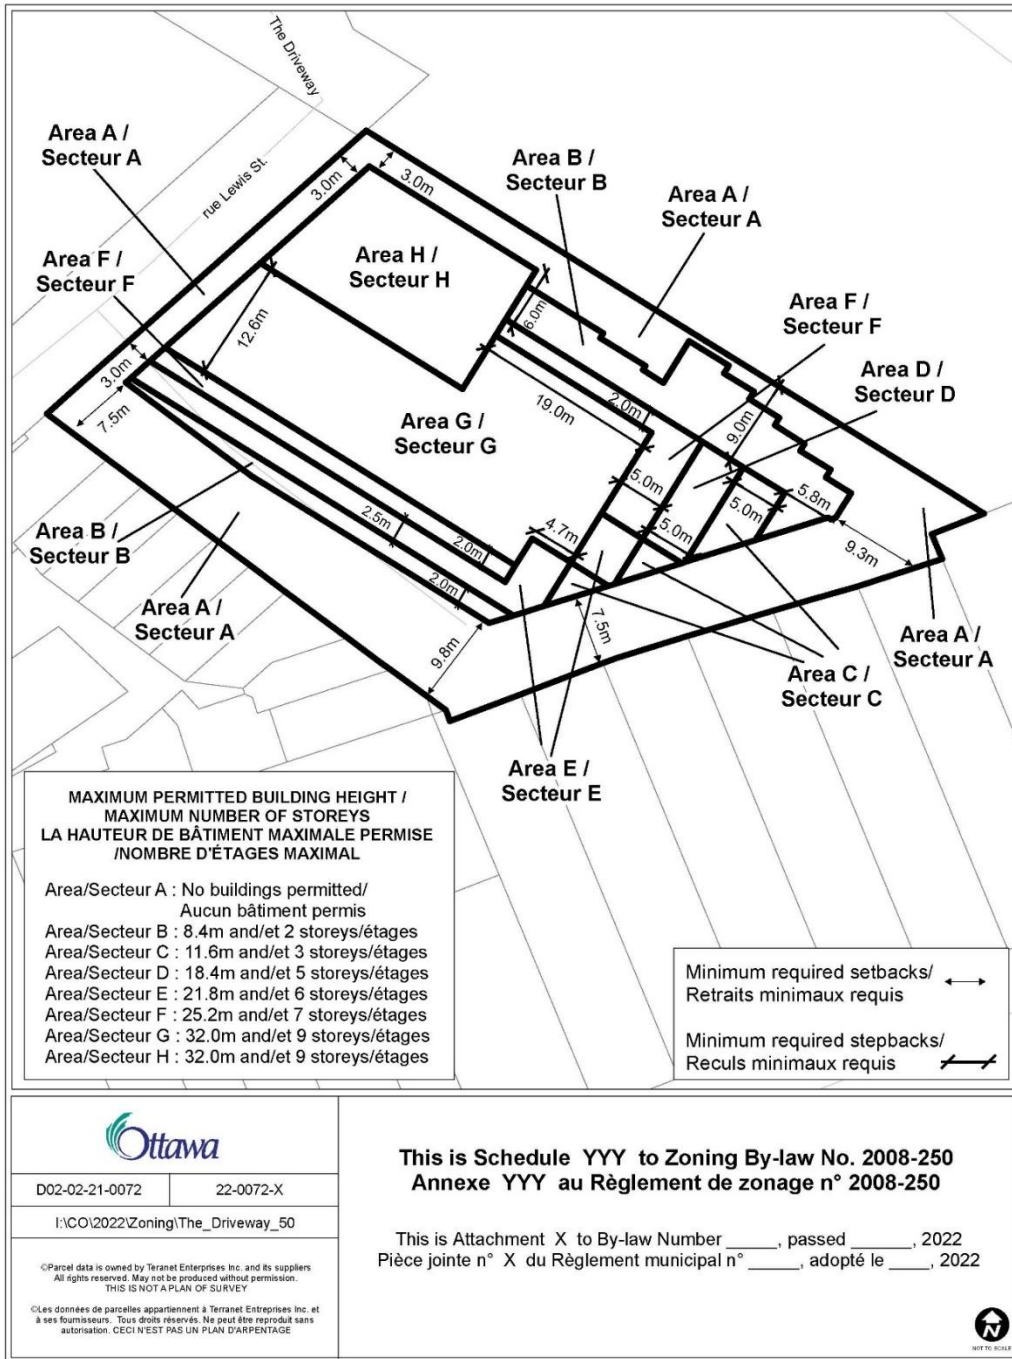 The Driveway
rue Lewis St.
Area A /
Secteur A
Area B /
Secteur B
Area A /
Secteur A
3.0m
3.0m
Area F /
Secteur F
Area H /
Secteur H
Area F /
Secteur F
12.6m
6.0m
Area D /
Secteur D
3.0m
7.5m
Area G /
Secteur G
19.0m
2.0m
9.0m
5.0m
5.0m
5.8m
Area B /
Secteur B
2.5m
2.0m
4.7m
5.0m
9.3m
2.0m
Area A /
Secteur A
9.8m
7.5m
Area A /
Secteur A
Area C /
Secteur C
Area E /
Secteur E
MAXIMUM PERMITTED BUILDING HEIGHT /
MAXIMUM NUMBER OF STOREYS
LA HAUTEUR DE BÂTIMENT MAXIMALE PERMISE
/NOMBRE D'ÉTAGES MAXIMAL
Area/Secteur A : No buildings permitted/
Aucun bâtiment permis
Area/Secteur B : 8.4m and/et 2 storeys/étages
Area/Secteur C : 11.6m and/et 3 storeys/étages
Area/Secteur D : 18.4m and/et 5 storeys/étages
Area/Secteur E : 21.8m and/et 6 storeys/étages
Area/Secteur F : 25.2m and/et 7 storeys/étages
Area/Secteur G : 32.0m and/et 9 storeys/étages
Area/Secteur H : 32.0m and/et 9 storeys/étages
Minimum required setbacks/
Retraits minimaux requis
Minimum required stepbacks/
Reculs minimaux requis
Ottawa
D02-02-21-0072 22-0072-X
I:\CO\2022\Zoning\The_Driveway_50
©Parcel data is owned by Teranet Enterprises Inc. and its suppliers
All rights reserved. May not be produced without permission.
THIS IS NOT A PLAN OF SURVEY
©Les données de parcelles appartiennent à Terranet Entreprises Inc. et
à ses fournisseurs. Tous droits réservés. Ne peut être reproduit sans
autorisation. CECI N'EST PAS UN PLAN D'ARPENTAGE
This is Schedule YYY to Zoning By-law No. 2008-250
Annexe YYY au Règlement de zonage n° 2008-250
This is Attachment X to By-law Number _____, passed ______, 2022
Pièce jointe n° X du Règlement municipal n° _____, adopté le ____, 2022
N
NOT TO SCALE